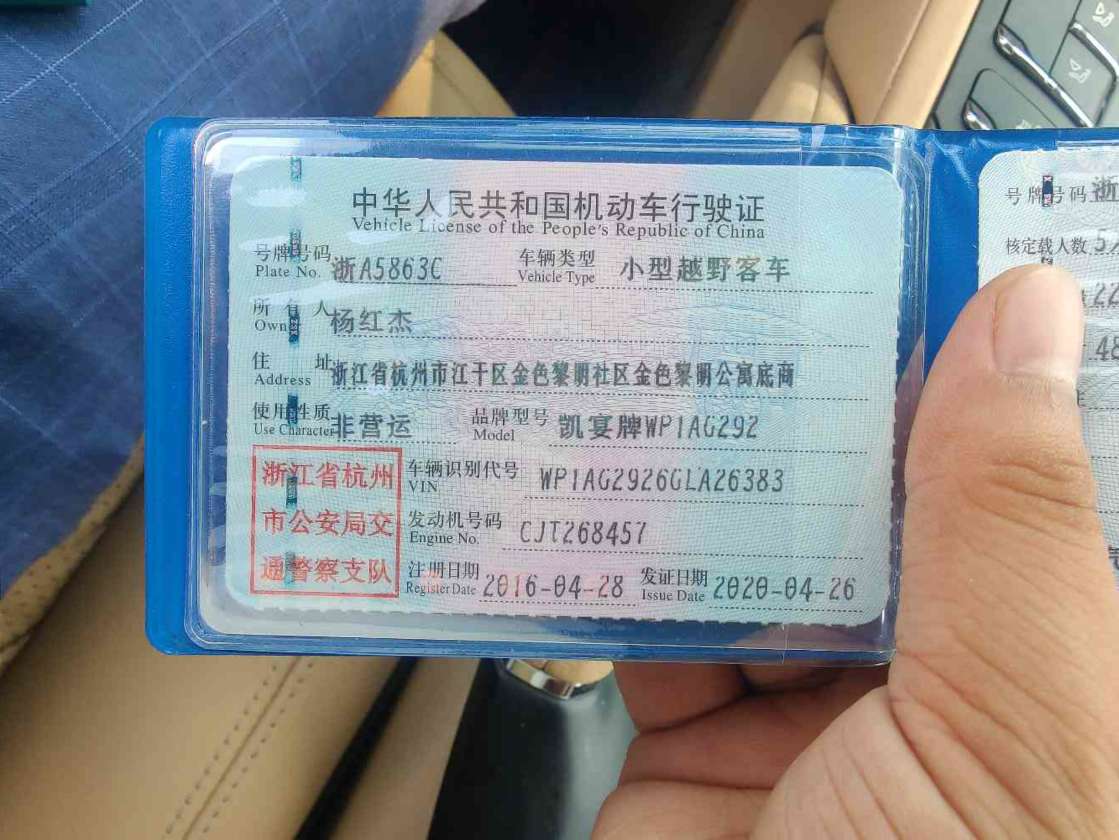 中华人民共和国机动车行驶证
Vehicle License of the People's Republic of China
号牌号码 浙A5863C 车辆类型 小型越野客车
Plate No. Vehicle Type
所有人 杨红杰
Owner
住址 浙江省杭州市江干区金色黎明社区金色黎明公寓底商
Address
使用性质 非营运 品牌型号 凯宴牌WP1AG292
Use Character Model
浙江省杭州
市公安局交
通警察支队
车辆识别代号 WP1AG2926GLA26383
VIN
发动机号码 CJT268457
Engine No.
注册日期 2016-04-28 发证日期 2020-04-26
Register Date Issue Date
号牌号码 浙
核定载人数 5
22
48